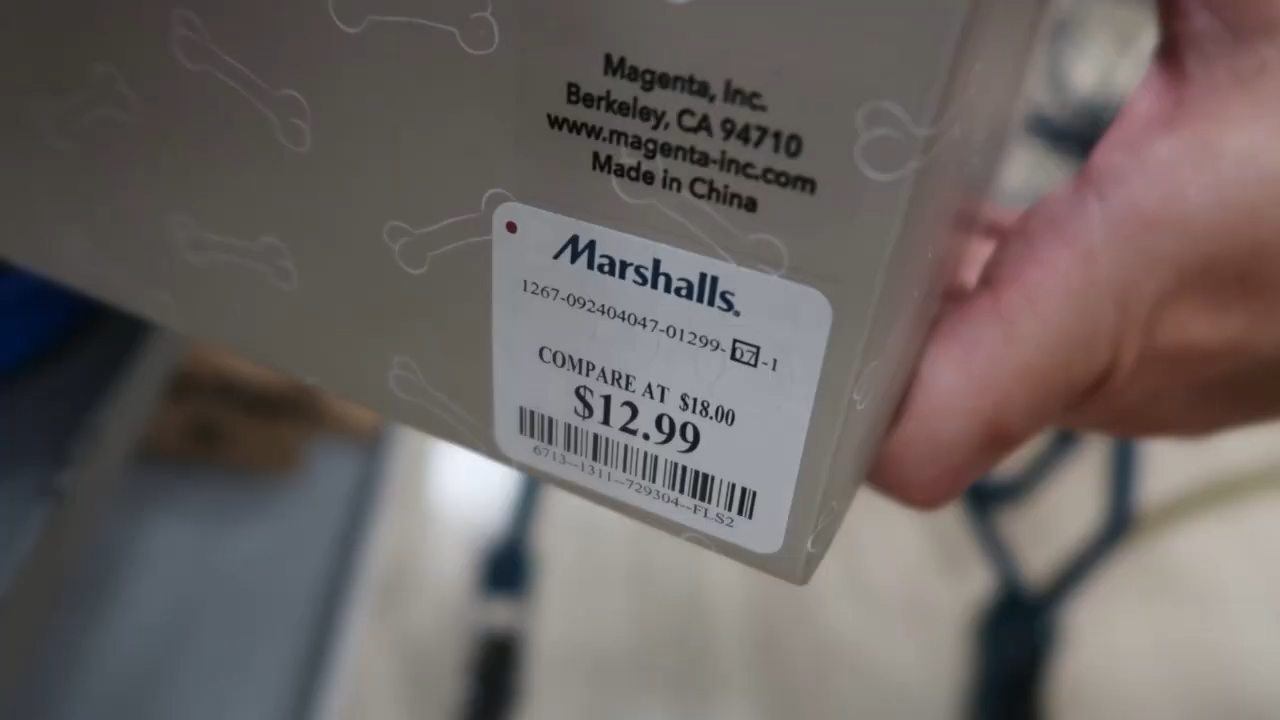 Magenta, Inc.
Berkeley, CA 94710
www.magenta-inc.com
Made in China
Marshalls.
1267-092404047-01299-07-1
COMPARE AT $18.00
$12.99
6713--1311--729304--FLS2